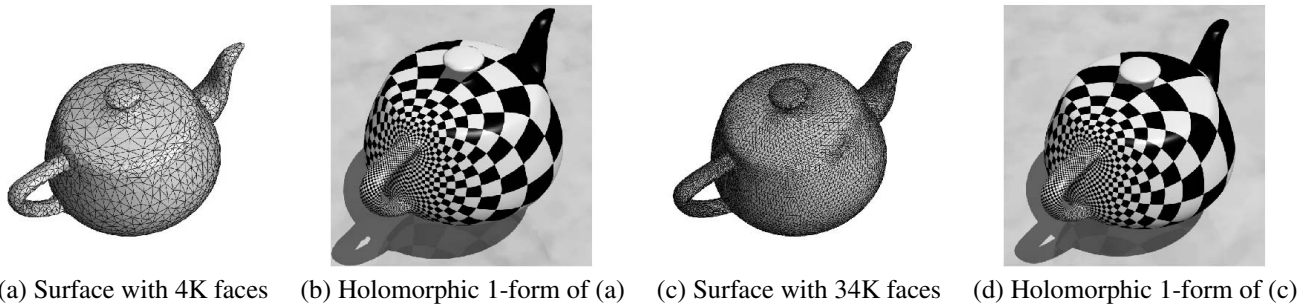 (a) Surface with 4K faces
(b) Holomorphic 1-form of (a)
(c) Surface with 34K faces
(d) Holomorphic 1-form of (c)